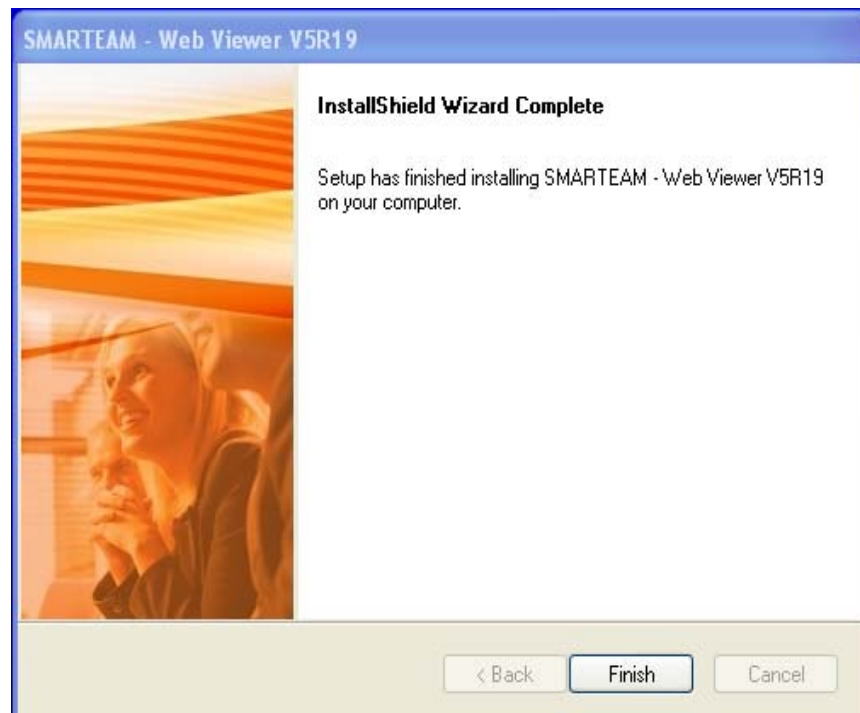 SMARTEAM - Web Viewer V5R19
InstallShield Wizard Complete
Setup has finished installing SMARTEAM - Web Viewer V5R19
on your computer.
< Back
Finish
Cancel